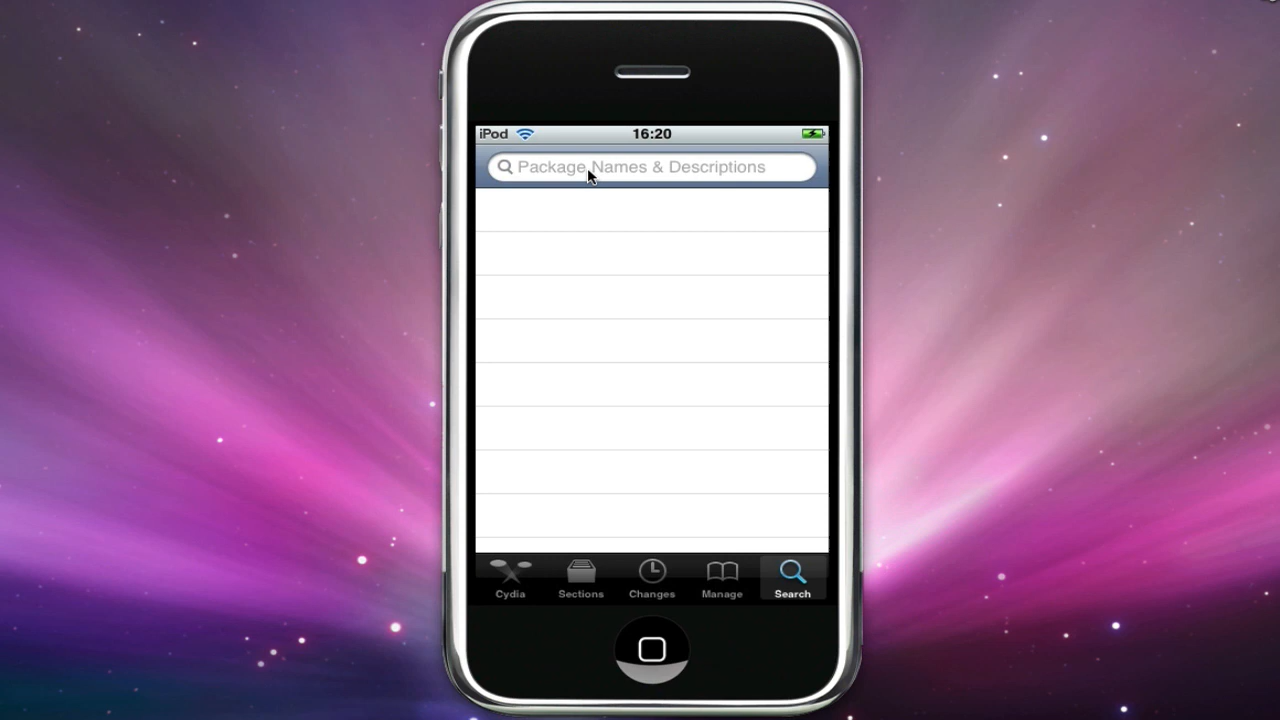 iPod 16:20
Package Names & Descriptions
Cydia Sections Changes Manage Search